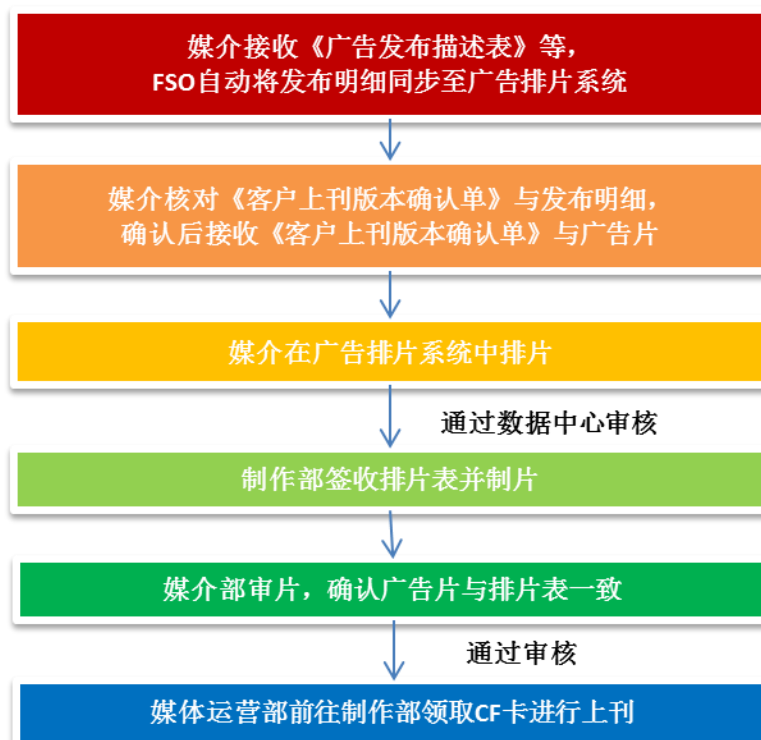 媒介接收《广告发布描述表》等，
FSO自动将发布明细同步至广告排片系统
媒介核对《客户上刊版本确认单》与发布明细，
确认后接收《客户上刊版本确认单》与广告片
媒介在广告排片系统中排片
通过数据中心审核
制作部签收排片表并制片
媒介部审片，确认广告片与排片表一致
通过审核
媒体运营部前往制作部领取CF卡进行上刊